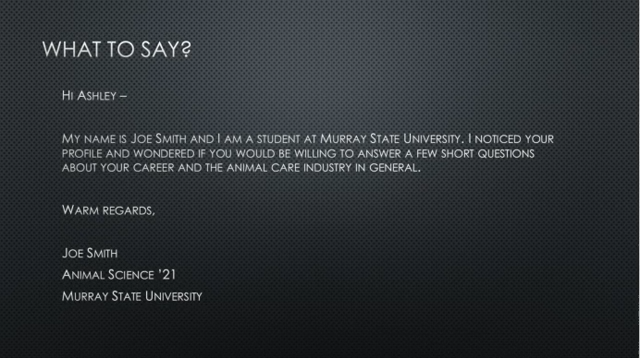 What to say?
Hi Ashley –
My name is Joe Smith and I am a student at Murray State University. I noticed your
profile and wondered if you would be willing to answer a few short questions
about your career and the animal care industry in general.
Warm regards,
Joe Smith
Animal Science ’21
Murray State University